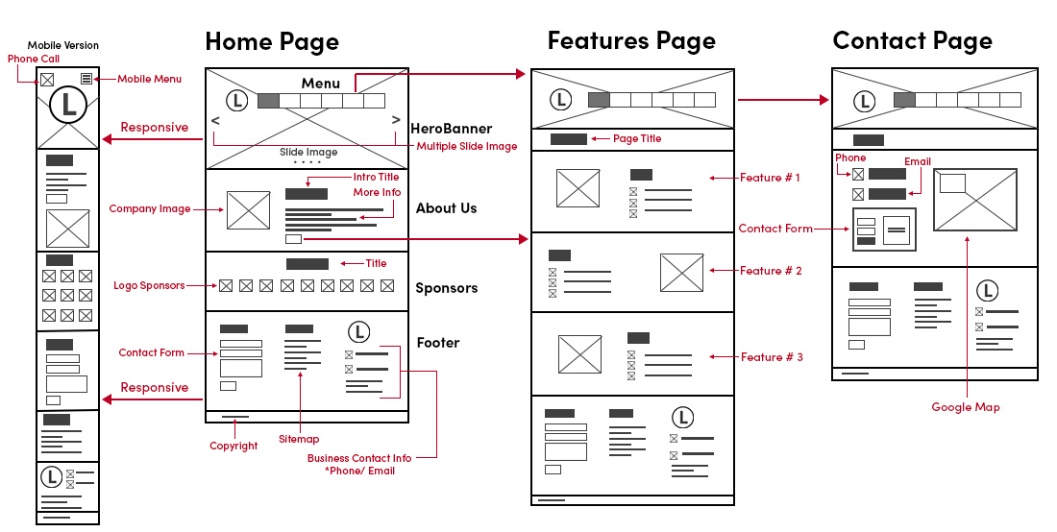 Home Page
Features Page
Contact Page
Mobile Version
Phone Call
Mobile Menu
L
Responsive
Menu
L
<
>
HeroBanner
Multiple Slide Image
Slide Image
Intro Title
More Info
Company Image
About Us
Title
Logo Sponsors
Sponsors
Contact Form
L
Footer
Responsive
Copyright
Sitemap
Business Contact Info
*Phone/ Email
L
L
Page Title
Feature # 1
Feature # 2
Feature # 3
L
L
Phone
Email
Contact Form
L
Google Map